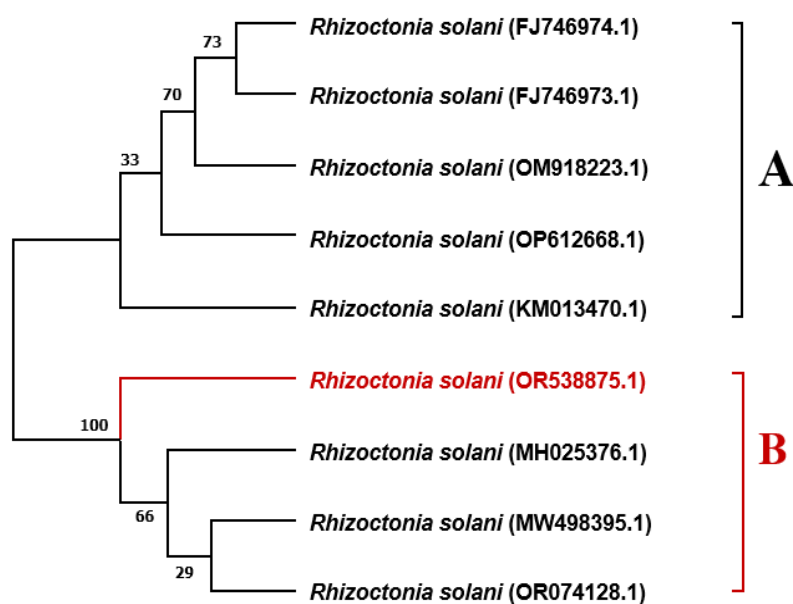 73
Rhizoctonia solani (FJ746974.1)
Rhizoctonia solani (FJ746973.1)
70
Rhizoctonia solani (OM918223.1)
33
A
Rhizoctonia solani (OP612668.1)
Rhizoctonia solani (KM013470.1)
Rhizoctonia solani (OR538875.1)
100
Rhizoctonia solani (MH025376.1)
B
66
Rhizoctonia solani (MW498395.1)
29
Rhizoctonia solani (OR074128.1)